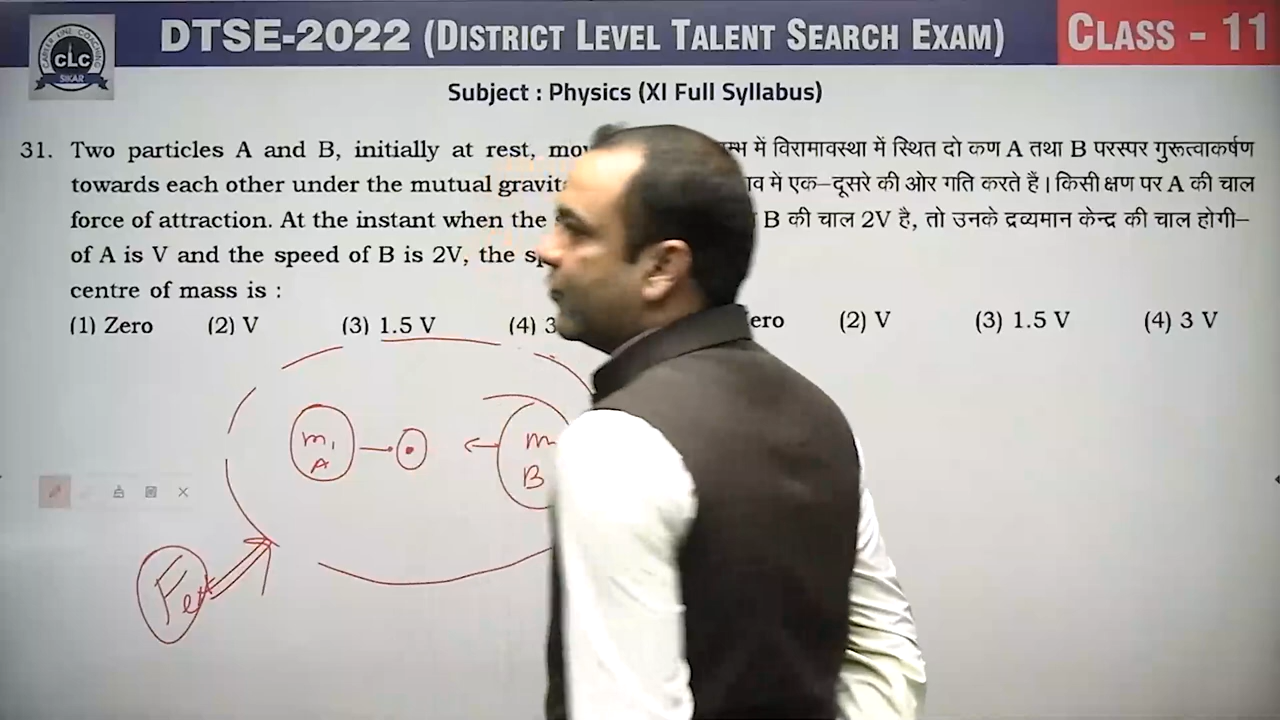 DTSE-2022 (DISTRICT LEVEL TALENT SEARCH EXAM)
CLASS - 11
CAREER LINE COACHING
CLC
SIKAR
Subject : Physics (XI Full Syllabus)
31. Two particles A and B, initially at rest,
towards each other under the mutual
force of attraction. At the instant when the
of A is V and the speed of B is 2V, the
centre of mass is :
(1) Zero (2) V (3) 1.5 V (4) 3
में विरामावस्था में स्थित दो कण A तथा B परस्पर गुरूत्वाकर्षण
में एक–दूसरे की ओर गति करते हैं। किसी क्षण पर A की चाल
B की चाल 2V है, तो उनके द्रव्यमान केन्द्र की चाल होगी–
(2) V (3) 1.5 V (4) 3 V
m1
A
m
B
Fext